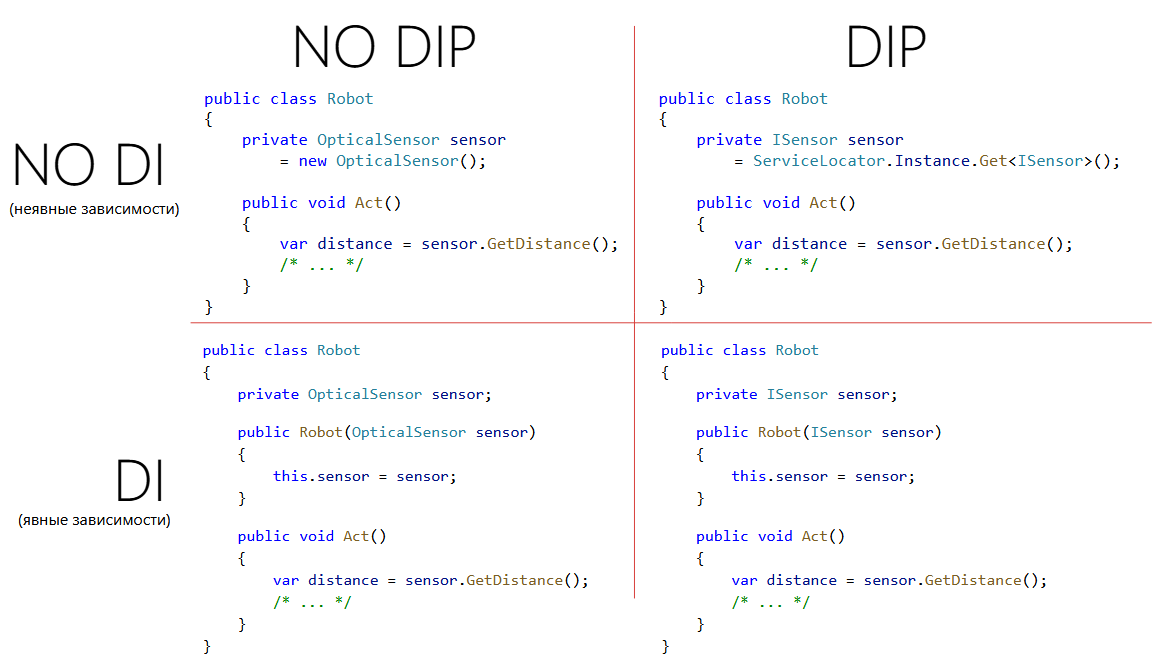 NO DIP
DIP
NO DI
(неявные зависимости)
public class Robot
{
    private OpticalSensor sensor
        = new OpticalSensor();
    public void Act()
    {
        var distance = sensor.GetDistance();
        /* ... */
    }
}
public class Robot
{
    private ISensor sensor
        = ServiceLocator.Instance.Get<ISensor>();
    public void Act()
    {
        var distance = sensor.GetDistance();
        /* ... */
    }
}
DI
(явные зависимости)
public class Robot
{
    private OpticalSensor sensor;
    public Robot(OpticalSensor sensor)
    {
        this.sensor = sensor;
    }
    public void Act()
    {
        var distance = sensor.GetDistance();
        /* ... */
    }
}
public class Robot
{
    private ISensor sensor;
    public Robot(ISensor sensor)
    {
        this.sensor = sensor;
    }
    public void Act()
    {
        var distance = sensor.GetDistance();
        /* ... */
    }
}